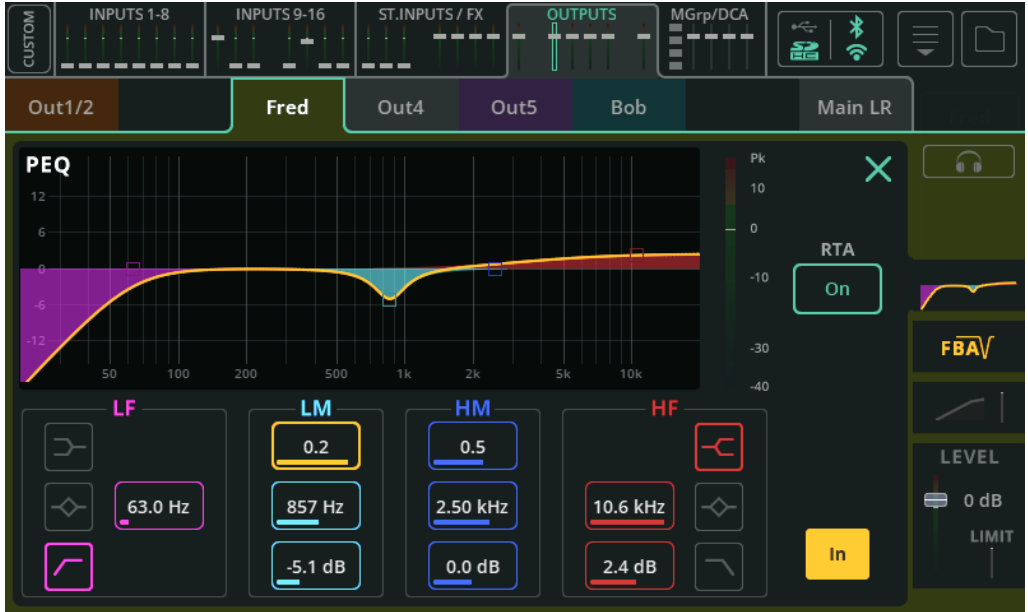 CUSTOM
INPUTS 1-8
INPUTS 9-16
ST.INPUTS / FX
OUTPUTS
MGrp/DCA
SD
HC
Out1/2
Fred
Out4
Out5
Bob
Main LR
PEQ
12
6
0
-6
-12
50
100
200
500
1k
2k
5k
10k
Pk
10
0
-10
-30
-40
RTA
On
FBA
LF
LM
HM
HF
0.2
0.5
63.0 Hz
857 Hz
2.50 kHz
10.6 kHz
-5.1 dB
0.0 dB
2.4 dB
In
LEVEL
0 dB
LIMIT